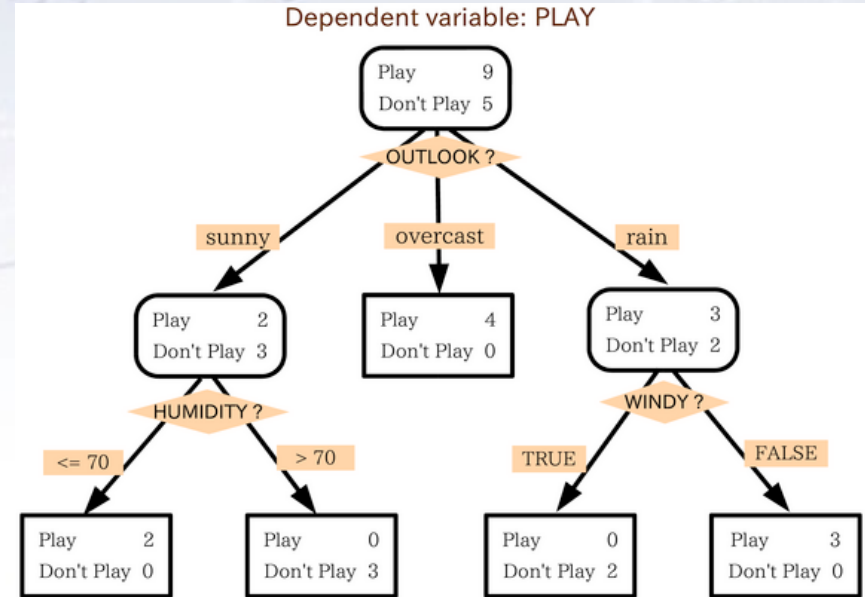 Dependent variable: PLAY
Play 9
Don't Play 5
OUTLOOK ?
sunny
overcast
rain
Play 2
Don't Play 3
Play 4
Don't Play 0
Play 3
Don't Play 2
HUMIDITY ?
WINDY ?
<= 70
> 70
TRUE
FALSE
Play 2
Don't Play 0
Play 0
Don't Play 3
Play 0
Don't Play 2
Play 3
Don't Play 0